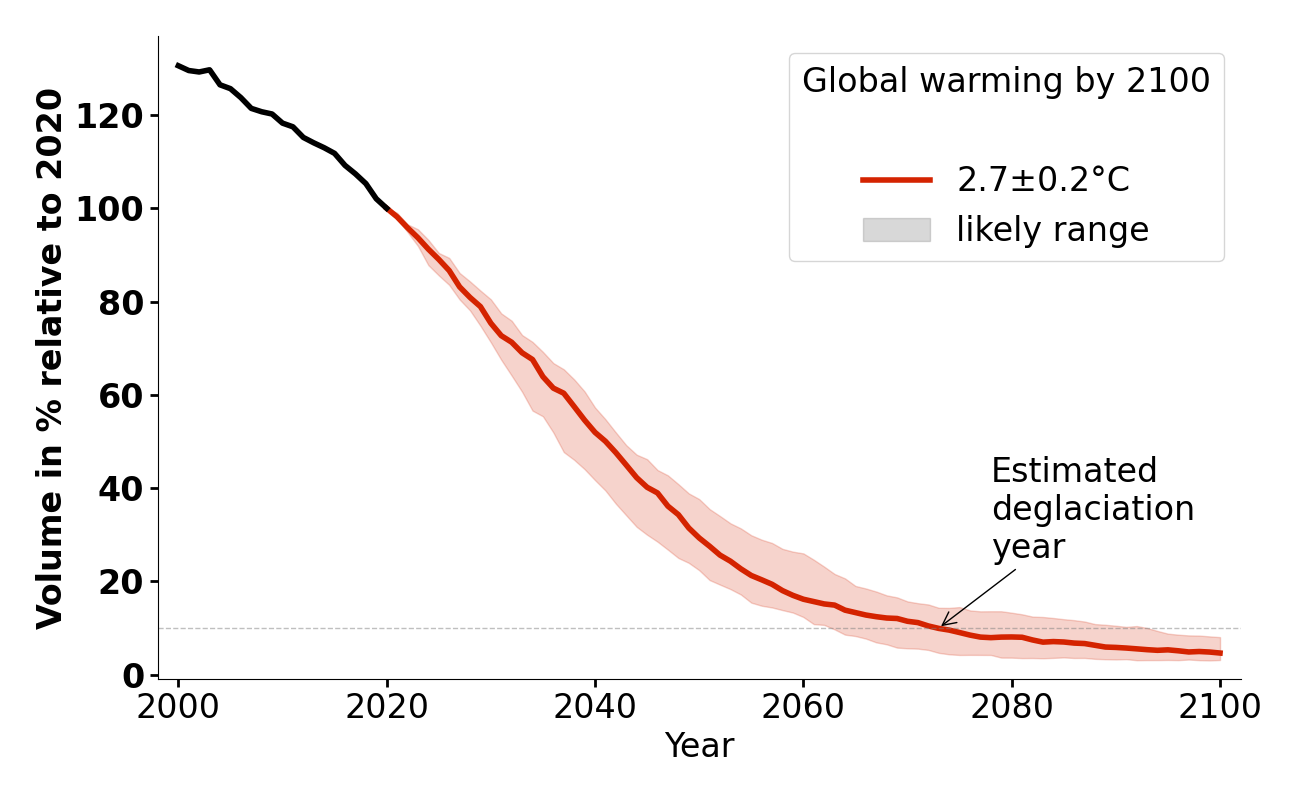 Volume in % relative to 2020
120
100
80
60
40
20
0
Global warming by 2100
2.7±0.2°C
likely range
Estimated
deglaciation
year
2000 2020 2040 2060 2080 2100
Year